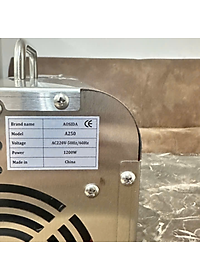 Brand name AOSIDA CE
Model A250
Voltage AC220V-50Hz/60Hz
Power 1200W
Made in China